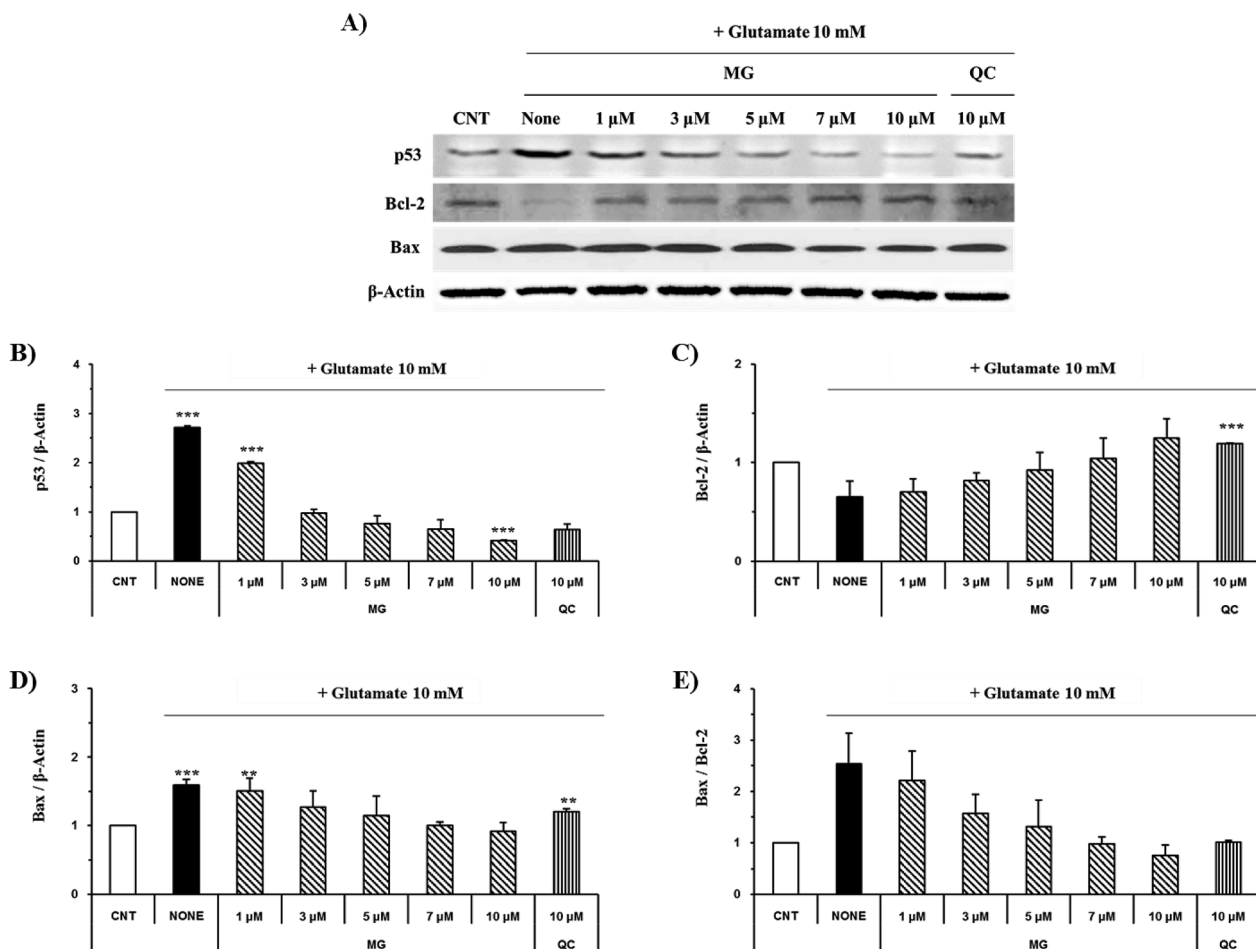 A)
+ Glutamate 10 mM
MG QC
CNT None 1 µM 3 µM 5 µM 7 µM 10 µM 10 µM
p53
Bcl-2
Bax
β-Actin
B)
+ Glutamate 10 mM
p53 / β-Actin
4
3
2
1
0
***
***
***
CNT NONE 1 µM 3 µM 5 µM 7 µM 10 µM 10 µM
MG QC
C)
+ Glutamate 10 mM
Bcl-2 / β-Actin
2
1
0
***
CNT NONE 1 µM 3 µM 5 µM 7 µM 10 µM 10 µM
MG QC
D)
+ Glutamate 10 mM
Bax / β-Actin
3
2
1
0
***
**
**
CNT NONE 1 µM 3 µM 5 µM 7 µM 10 µM 10 µM
MG QC
E)
+ Glutamate 10 mM
Bax / Bcl-2
4
3
2
1
0
CNT NONE 1 µM 3 µM 5 µM 7 µM 10 µM 10 µM
MG QC